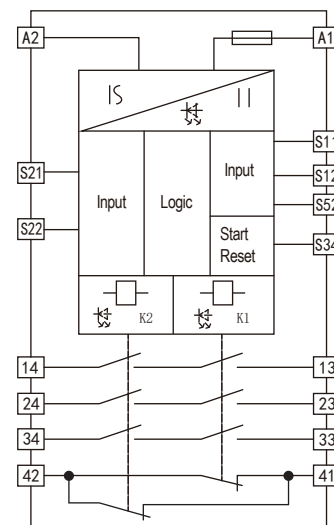 A2 A1
IS II
S11
S21 Input Logic Input S12
S52
S22 Start S34
Reset
K2 K1
14 13
24 23
34 33
42 41